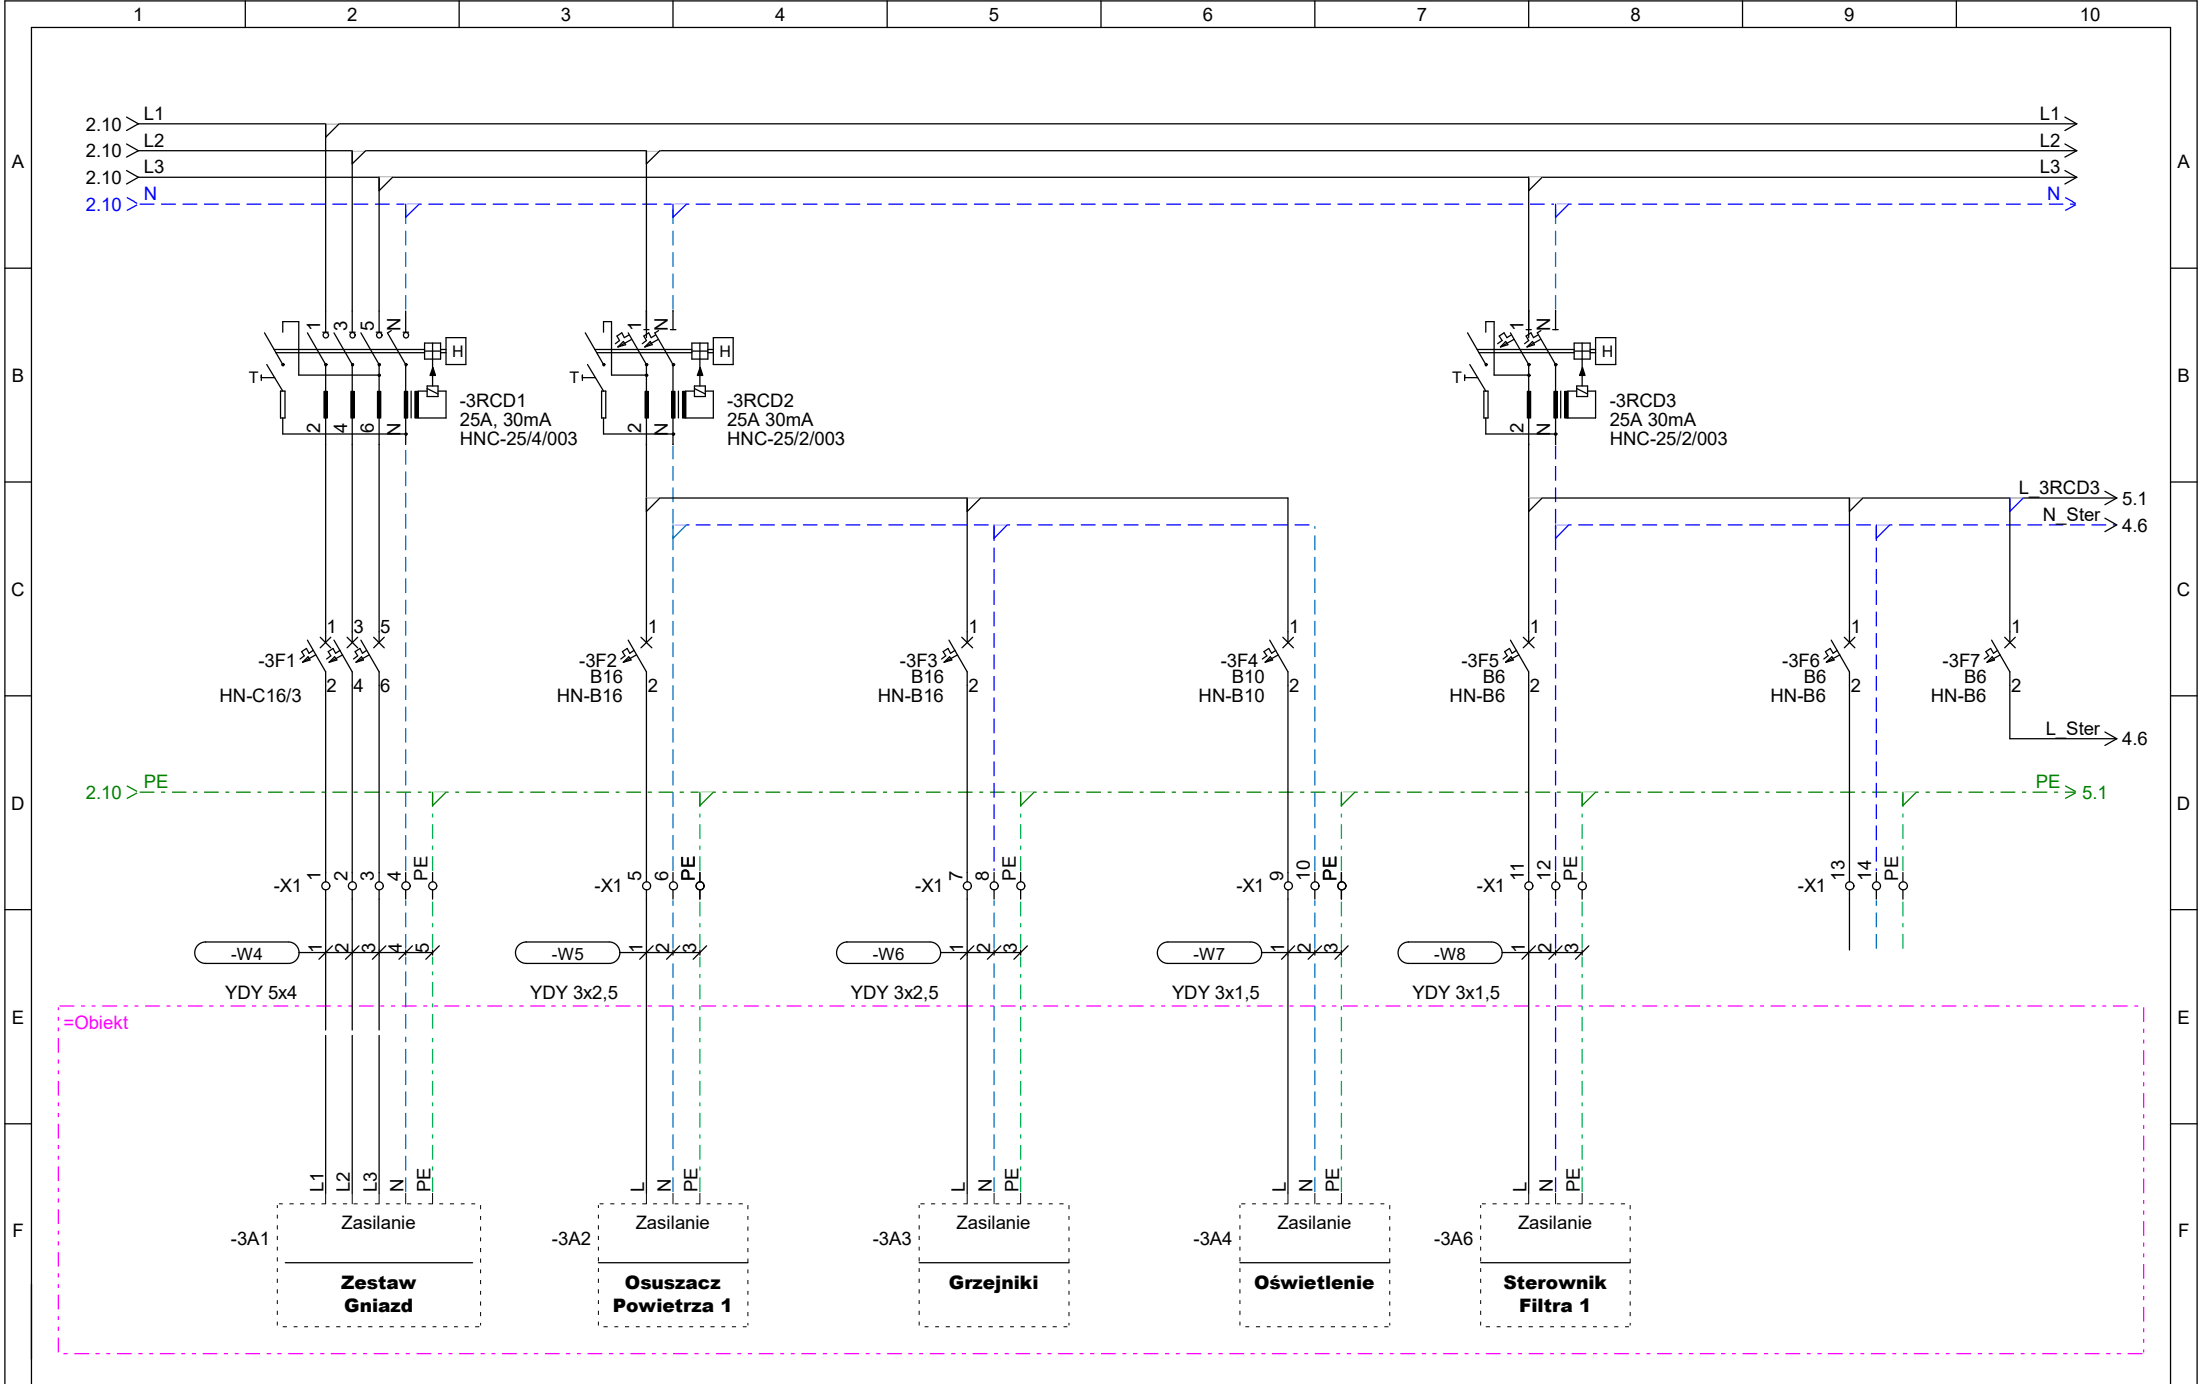 1 2 3 4 5 6 7 8 9 10
2.10 L1 L1
2.10 L2 L2
A 2.10 L3 L3 A
2.10 N N
1 3 5 N 1 N 1 N
H H H
B T T T B
-3RCD1 -3RCD2 -3RCD3
25A, 30mA 25A 30mA 25A 30mA
HNC-25/4/003 HNC-25/2/003 HNC-25/2/003
2 4 6 N 2 N 2 N
L_3RCD3 5.1
N_Ster 4.6
C C
1 3 5 1 1 1 1 1 1
-3F1 -3F2 -3F3 -3F4 -3F5 -3F6 -3F7
B16 B16 B10 B6 B6 B6
HN-C16/3 HN-B16 HN-B16 HN-B10 HN-B6 HN-B6 HN-B6
2 4 6 2 2 2 2 2 2
L_Ster 4.6
2.10 PE PE 5.1
D D
-X1 1 2 3 4 PE -X1 5 6 PE -X1 7 8 PE -X1 9 10 PE -X1 11 12 PE -X1 13 14 PE
-W4 1 2 3 4 5 -W5 1 2 3 -W6 1 2 3 -W7 1 2 3 -W8 1 2 3
YDY 5x4 YDY 3x2,5 YDY 3x2,5 YDY 3x1,5 YDY 3x1,5
E =Obiekt E
L1 L2 L3 N PE L N PE L N PE L N PE L N PE
Zasilanie Zasilanie Zasilanie Zasilanie Zasilanie
F -3A1 -3A2 -3A3 -3A4 -3A6 F
Zestaw Osuszacz Grzejniki Oświetlenie Sterownik
Gniazd Powietrza 1 Filtra 1